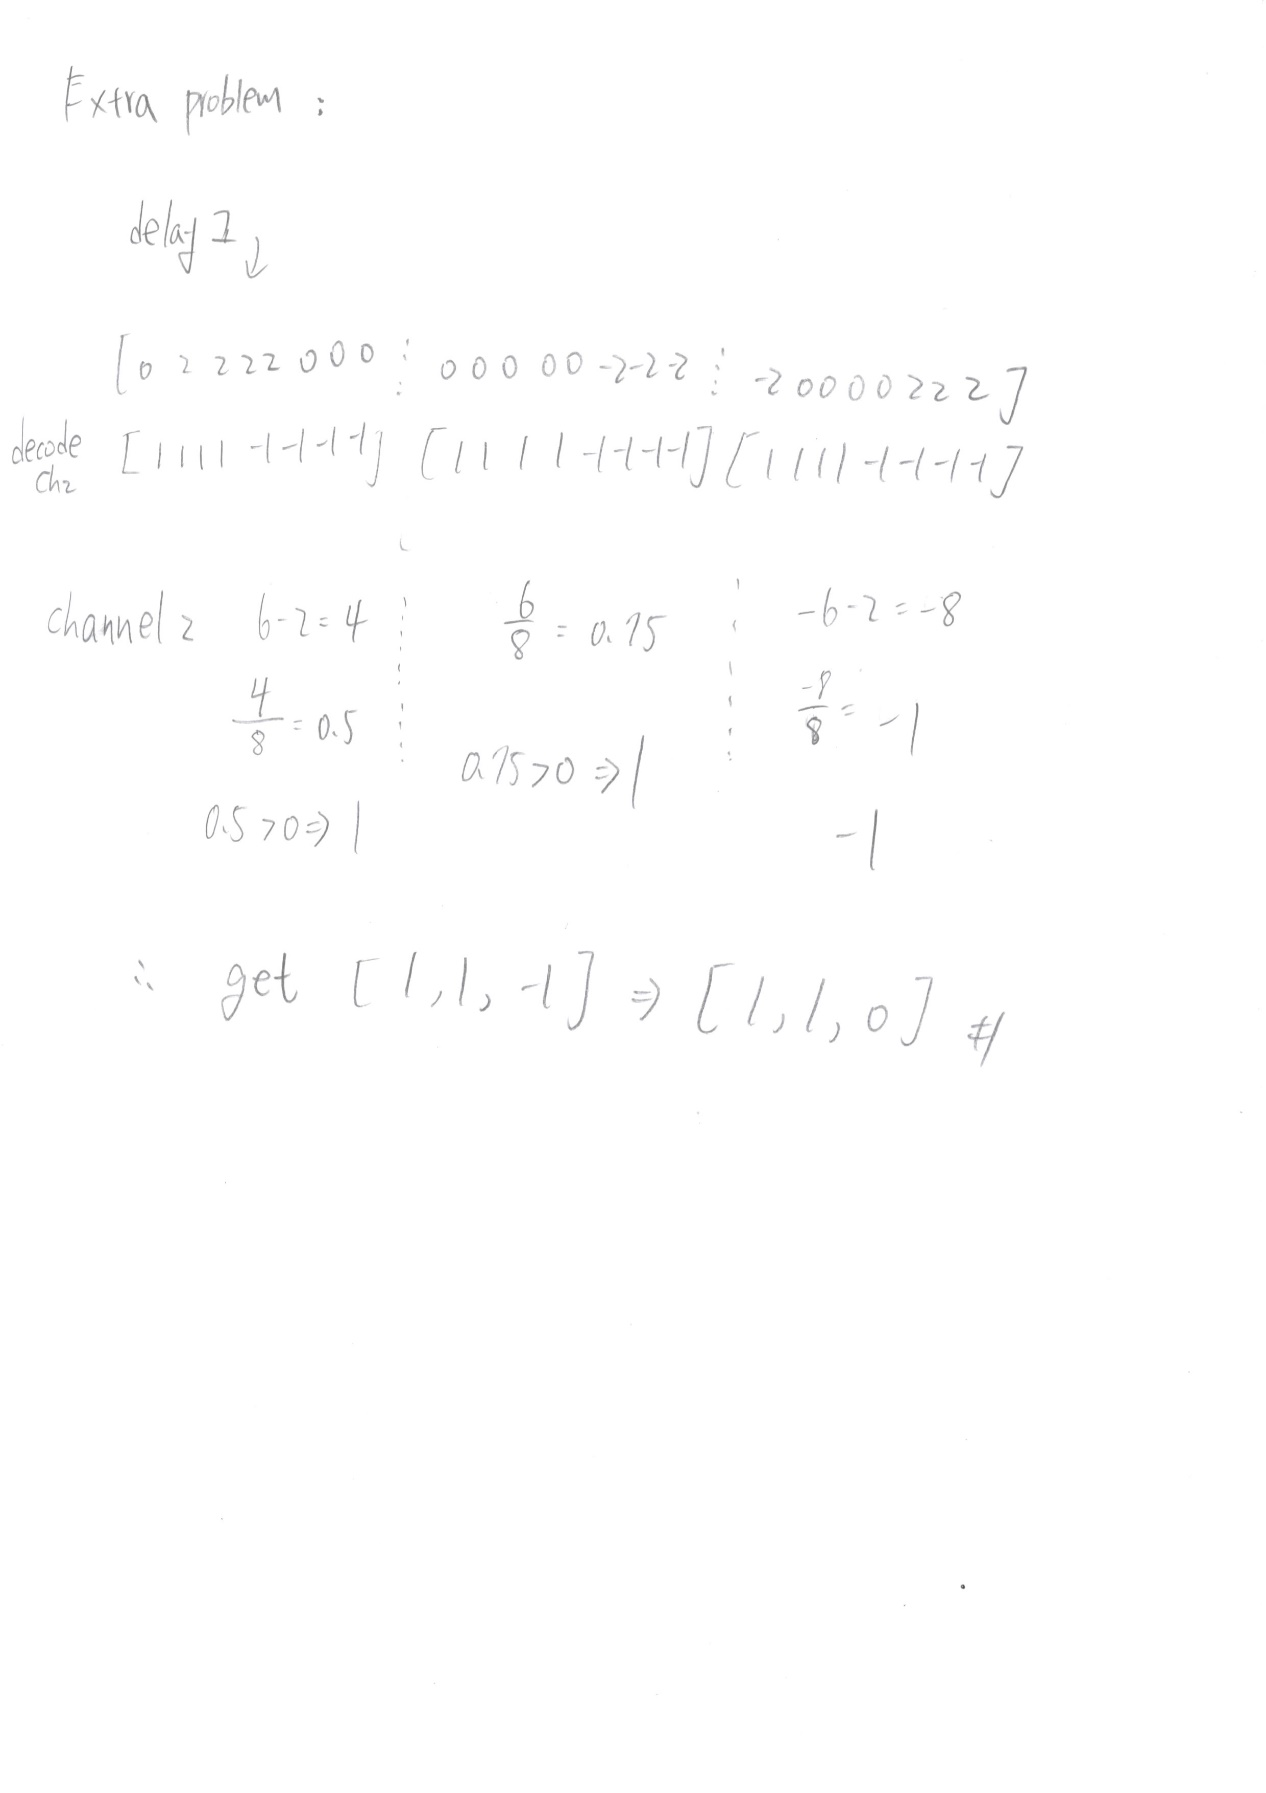 Extra problem :
delay 1 ↓
[0 2 2 2 2 0 0 0 ⋮ 0 0 0 0 0 -2 -2 -2 ⋮ -2 0 0 0 0 2 2 2]
decode ch2 [1 1 1 1 -1 -1 -1 -1] [1 1 1 1 -1 -1 -1 -1] [1 1 1 1 -1 -1 -1 -1]
channel 2 6-2=4 6/8 = 0.75 -6-2=-8
4/8 = 0.5 -8/8 = -1
0.75>0 ⇒ 1
0.5>0 ⇒ 1 -1
∴ get [1, 1, -1] ⇒ [1, 1, 0] #